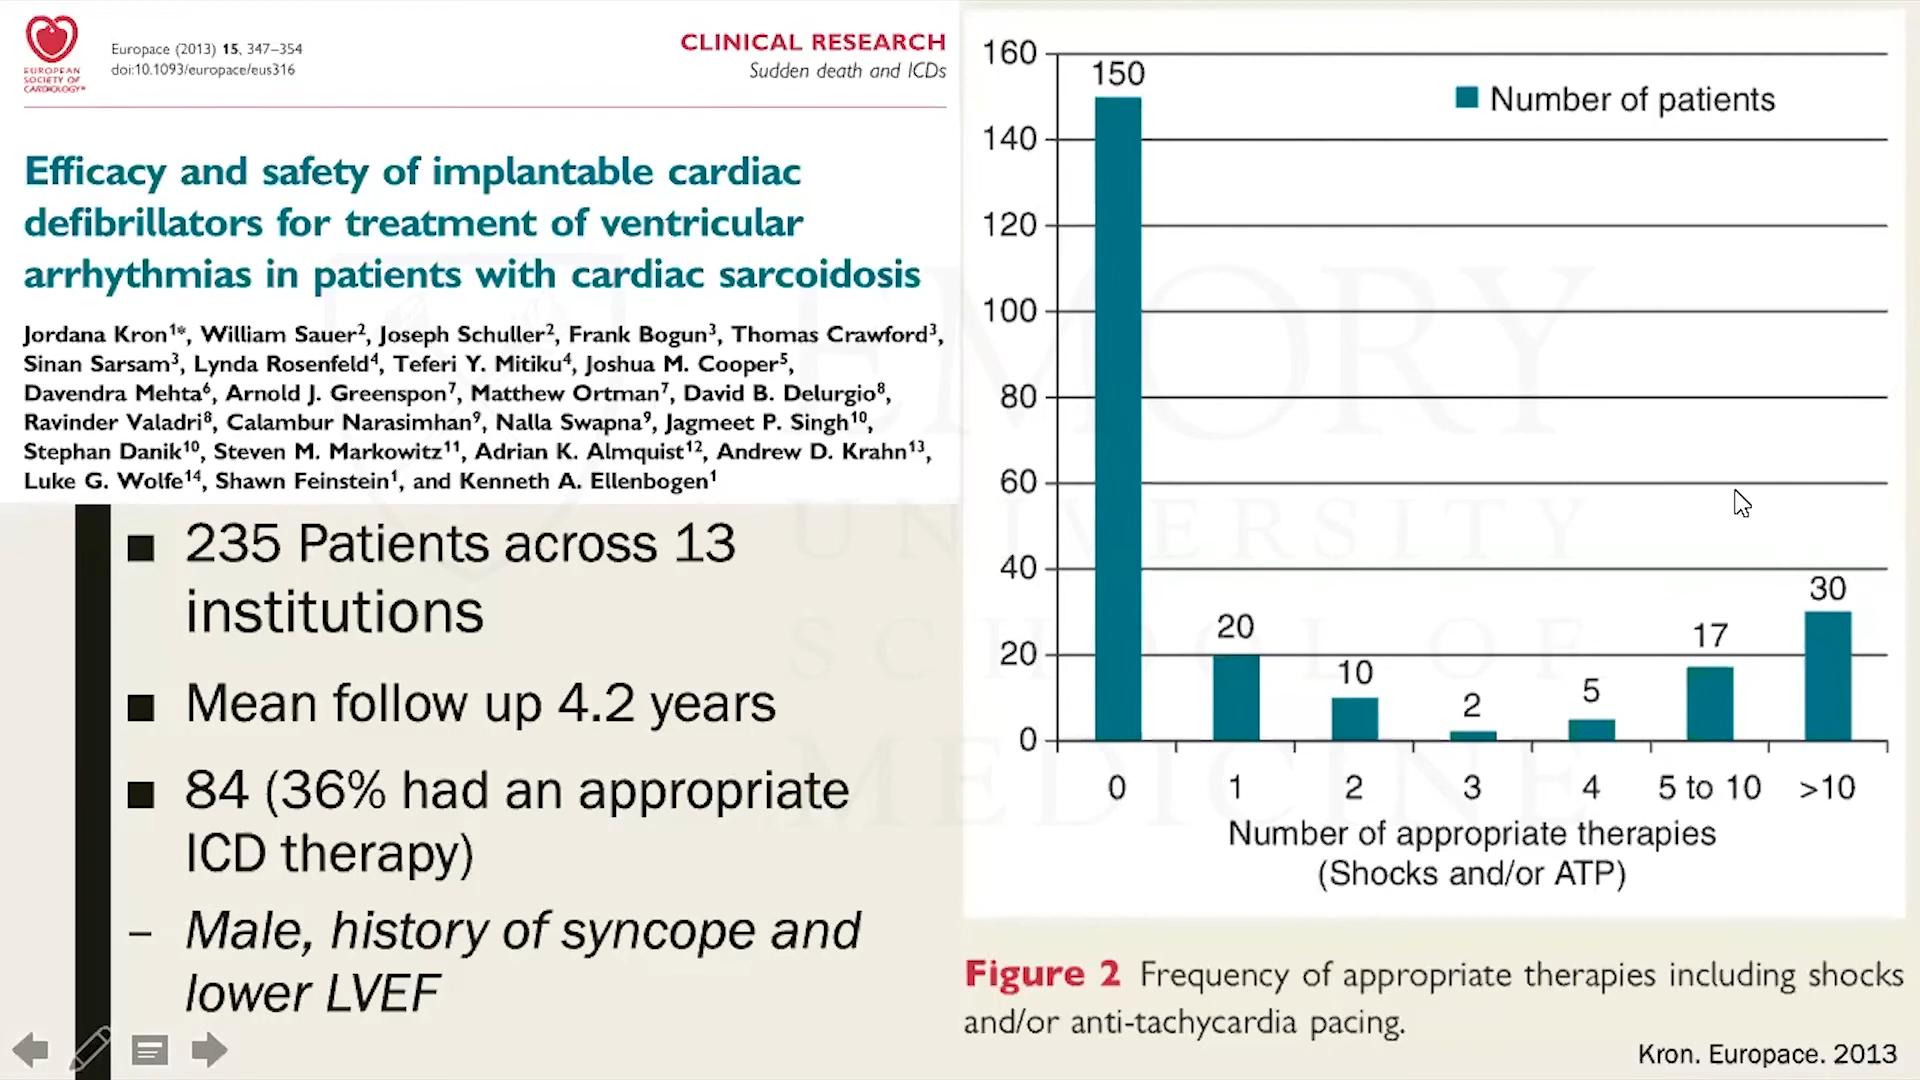 EUROPEAN
SOCIETY OF
CARDIOLOGY®
Europace (2013) 15, 347–354
doi:10.1093/europace/eus316
CLINICAL RESEARCH
Sudden death and ICDs
Efficacy and safety of implantable cardiac
defibrillators for treatment of ventricular
arrhythmias in patients with cardiac sarcoidosis
Jordana Kron1*, William Sauer2, Joseph Schuller2, Frank Bogun3, Thomas Crawford3,
Sinan Sarsam3, Lynda Rosenfeld4, Teferi Y. Mitiku4, Joshua M. Cooper5,
Davendra Mehta6, Arnold J. Greenspon7, Matthew Ortman7, David B. Delurgio8,
Ravinder Valadri8, Calambur Narasimhan9, Nalla Swapna9, Jagmeet P. Singh10,
Stephan Danik10, Steven M. Markowitz11, Adrian K. Almquist12, Andrew D. Krahn13,
Luke G. Wolfe14, Shawn Feinstein1, and Kenneth A. Ellenbogen1
■ 235 Patients across 13
institutions
■ Mean follow up 4.2 years
■ 84 (36% had an appropriate
ICD therapy)
– Male, history of syncope and
lower LVEF
160
140
120
100
80
60
40
20
0
Number of patients
150
20
10
2
5
17
30
0 1 2 3 4 5 to 10 >10
Number of appropriate therapies
(Shocks and/or ATP)
Figure 2 Frequency of appropriate therapies including shocks
and/or anti-tachycardia pacing.
Kron. Europace. 2013
EMORY
UNIVERSITY
SCHOOL OF
MEDICINE